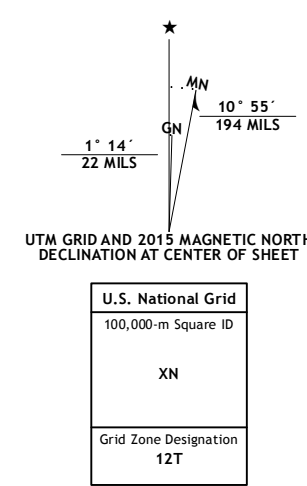 ★
MN
10° 55´
194 MILS
GN
1° 14´
22 MILS
UTM GRID AND 2015 MAGNETIC NORTH
DECLINATION AT CENTER OF SHEET
U.S. National Grid
100,000-m Square ID
XN
Grid Zone Designation
12T